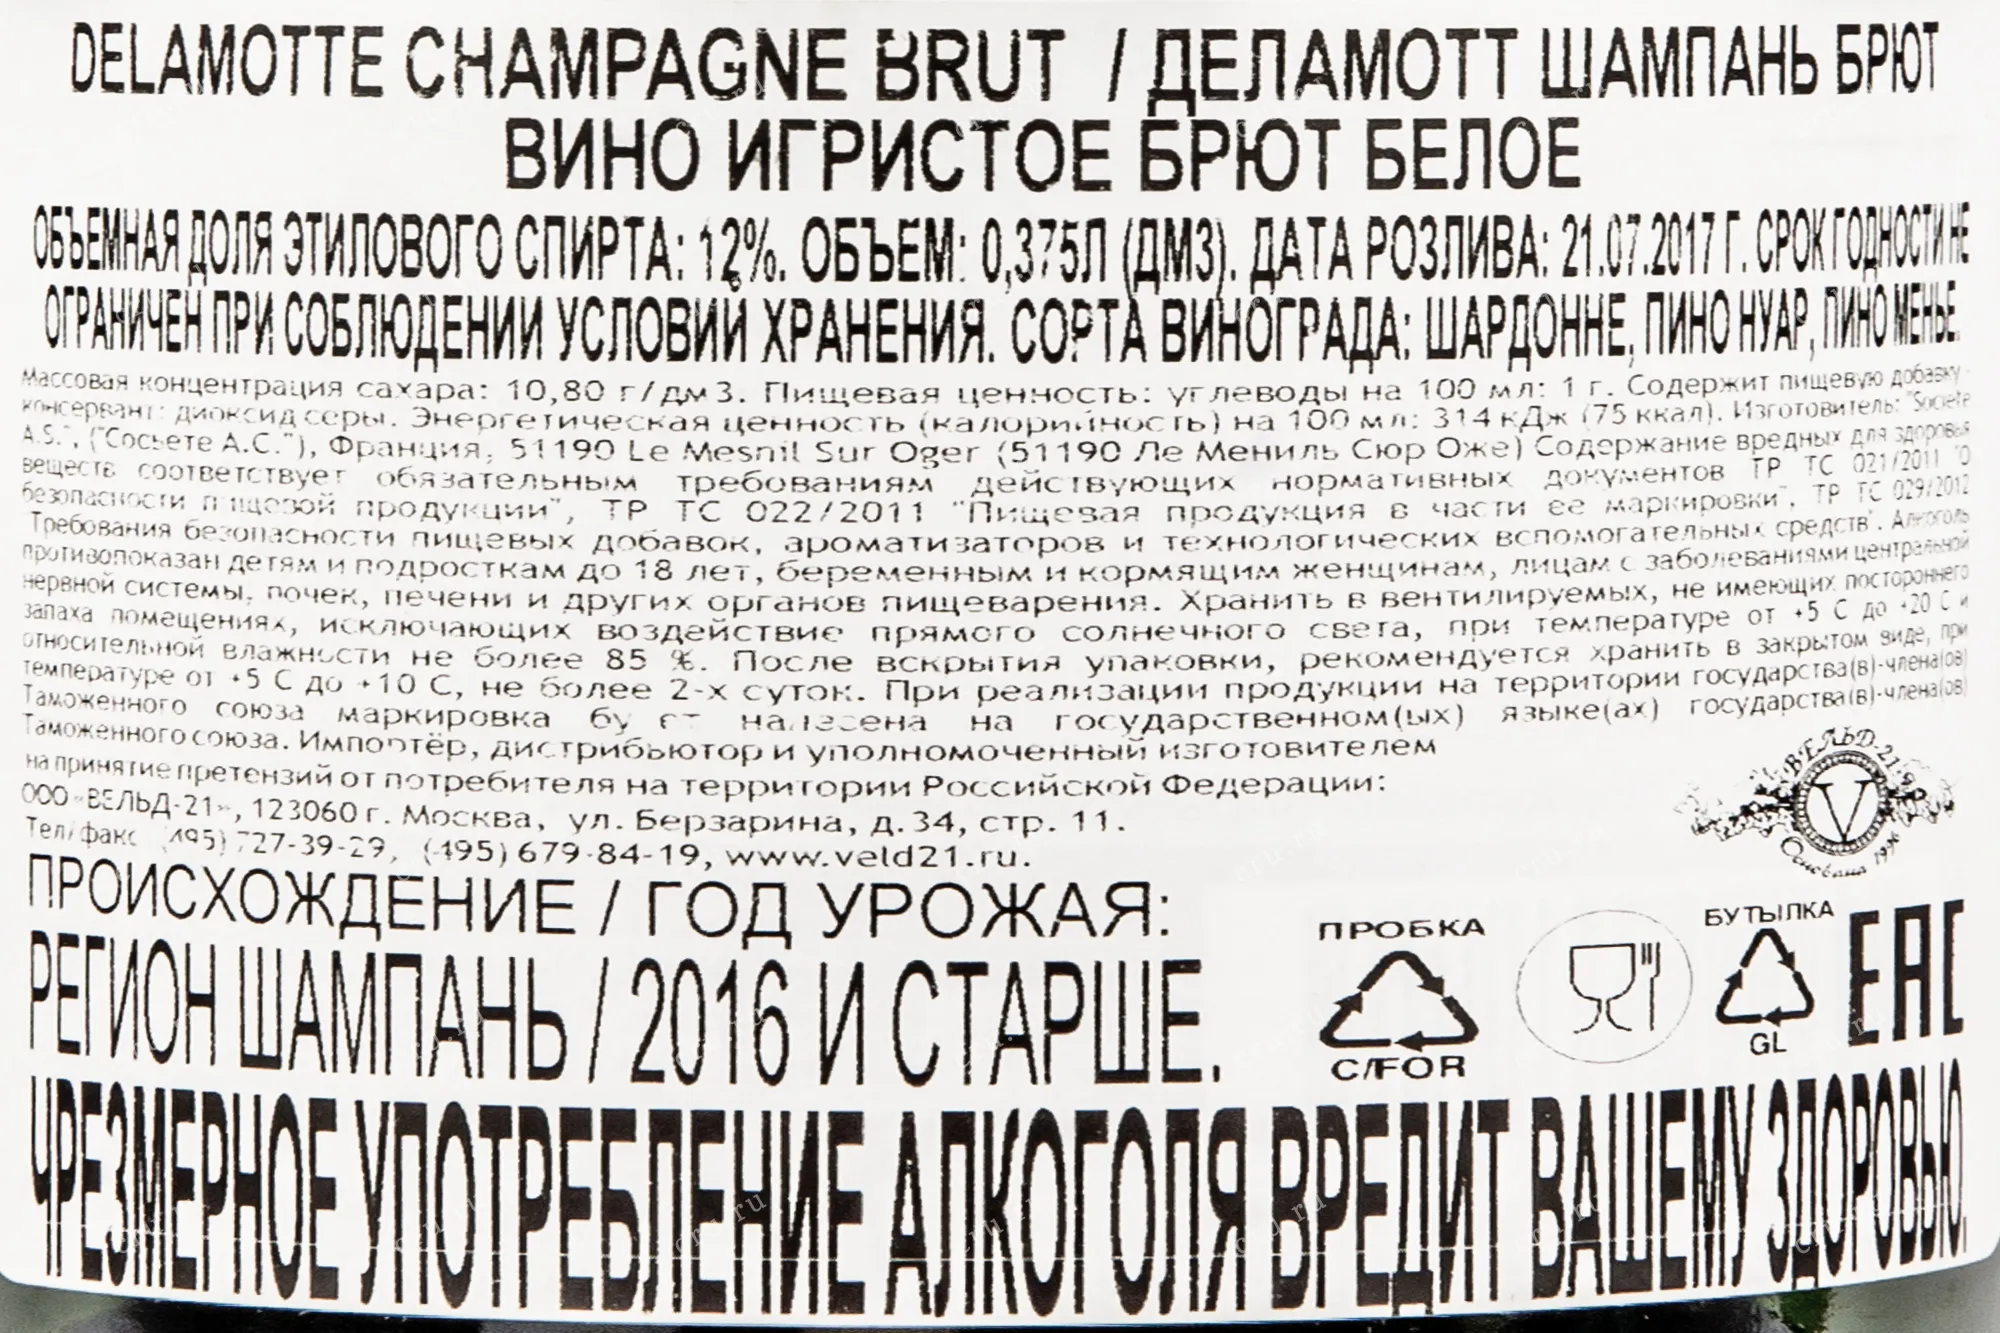 DELAMOTTE CHAMPAGNE BRUT / ДЕЛАМОТТ ШАМПАНЬ БРЮТ
ВИНО ИГРИСТОЕ БРЮТ БЕЛОЕ
ОБЪЕМНАЯ ДОЛЯ ЭТИЛОВОГО СПИРТА: 12%. ОБЪЕМ: 0,375Л (ДМ3). ДАТА РОЗЛИВА: 21.07.2017 Г. СРОК ГОДНОСТИ НЕ
ОГРАНИЧЕН ПРИ СОБЛЮДЕНИИ УСЛОВИЙ ХРАНЕНИЯ. СОРТА ВИНОГРАДА: ШАРДОННЕ, ПИНО НУАР, ПИНО МЕНЬЕ.
Массовая концентрация сахара: 10,80 г/дм3. Пищевая ценность: углеводы на 100 мл: 1 г. Содержит пищевую добавку -
консервант: диоксид серы. Энергетическая ценность (калорийность) на 100 мл: 314 кДж (75 ккал). Изготовитель: "Societe
A.S.", ("Сосьете А.С."), Франция, 51190 Le Mesnil Sur Oger (51190 Ле Мениль Сюр Оже) Содержание вредных для здоровья
веществ соответствует обязательным требованиям действующих нормативных документов ТР ТС 021/2011 "О
безопасности пищевой продукции", ТР ТС 022/2011 "Пищевая продукция в части ее маркировки", ТР ТС 029/2012
"Требования безопасности пищевых добавок, ароматизаторов и технологических вспомогательных средств". Алкоголь
противопоказан детям и подросткам до 18 лет, беременным и кормящим женщинам, лицам с заболеваниями центральной
нервной системы, почек, печени и других органов пищеварения. Хранить в вентилируемых, не имеющих постороннего
запаха помещениях, исключающих воздействие прямого солнечного света, при температуре от +5 С до +20 С и
относительной влажности не более 85 %. После вскрытия упаковки, рекомендуется хранить в закрытом виде, при
температуре от +5 С до +10 С, не более 2-х суток. При реализации продукции на территории государства(в)-члена(ов)
Таможенного союза маркировка будет нанесена на государственном(ых) языке(ах) государства(в)-члена(ов)
Таможенного союза. Импортёр, дистрибьютор и уполномоченный изготовителем
на принятие претензий от потребителя на территории Российской Федерации:
ООО «ВЕЛЬД-21», 123060 г. Москва, ул. Берзарина, д. 34, стр. 11.
Тел/факс (495) 727-39-29, (495) 679-84-19, www.veld21.ru.
ВЕЛЬД-21
V
Основана 1996
ПРОИСХОЖДЕНИЕ / ГОД УРОЖАЯ:
РЕГИОН ШАМПАНЬ / 2016 И СТАРШЕ.
ПРОБКА
C/FOR
БУТЫЛКА
GL
EAC
ЧРЕЗМЕРНОЕ УПОТРЕБЛЕНИЕ АЛКОГОЛЯ ВРЕДИТ ВАШЕМУ ЗДОРОВЬЮ.